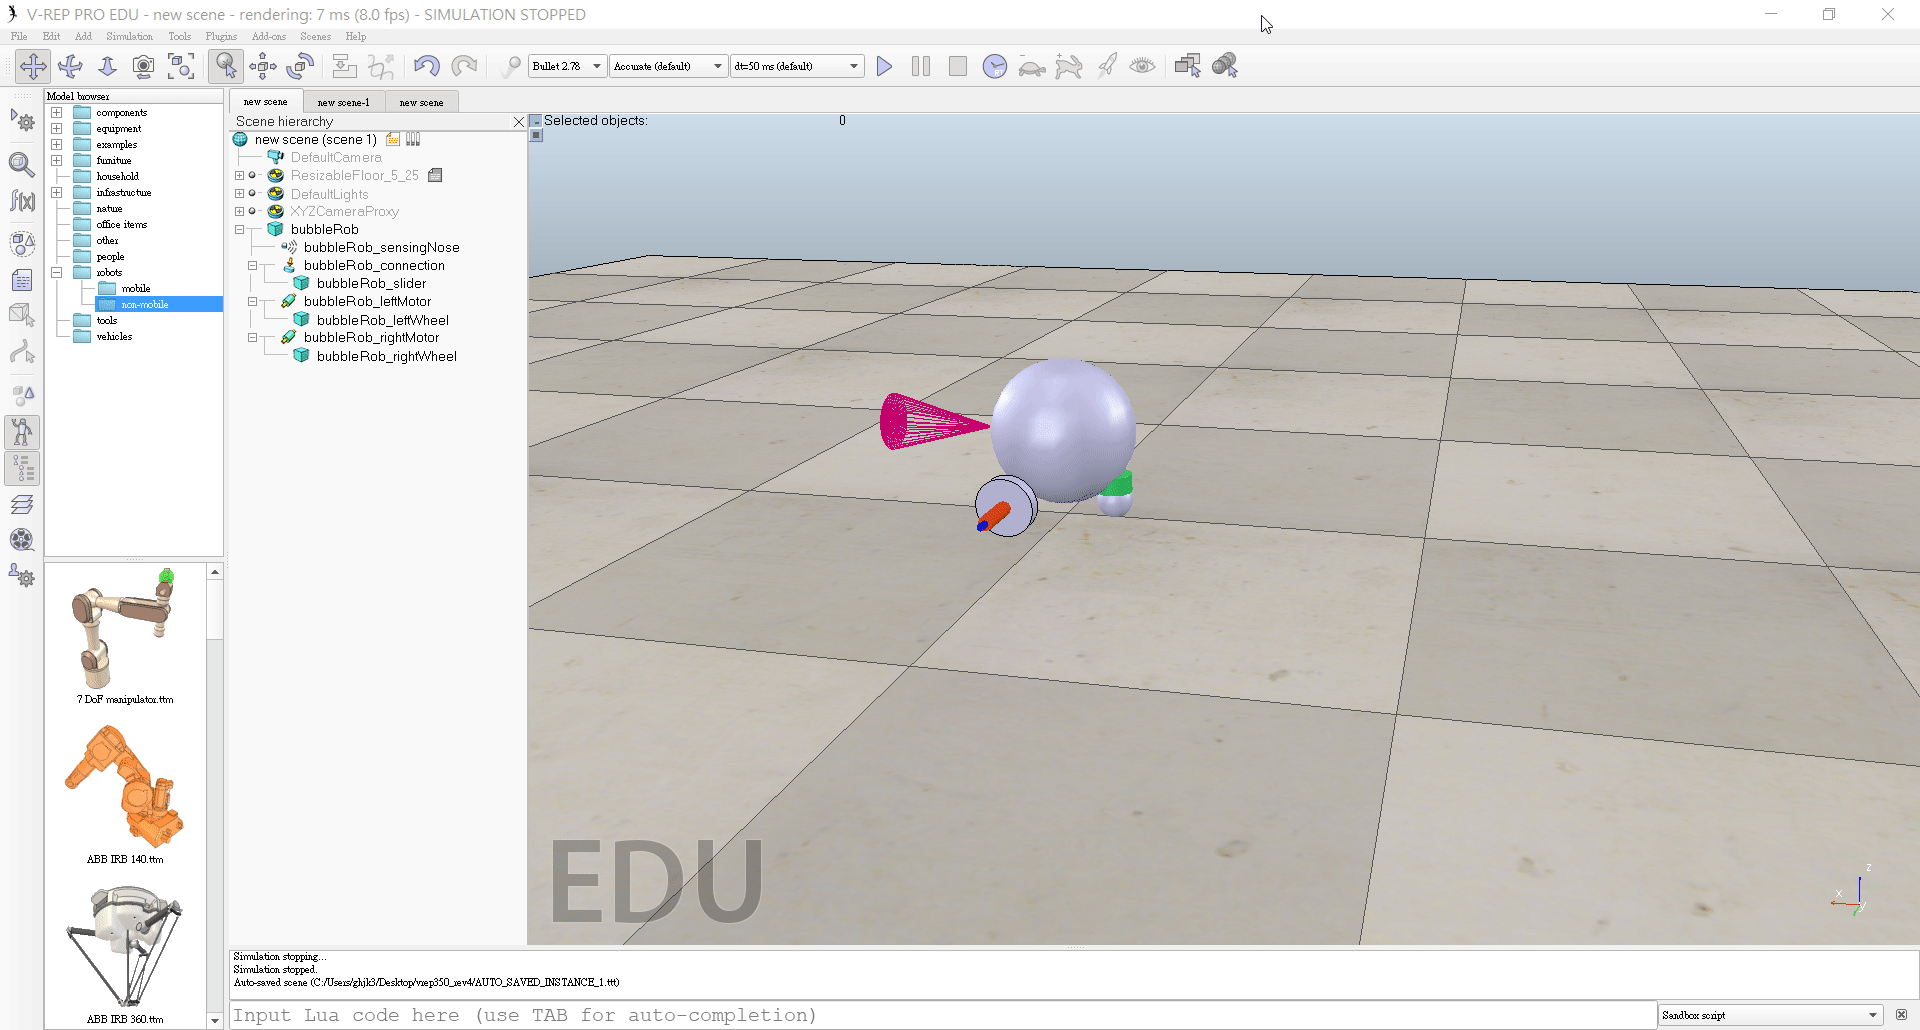 V-REP PRO EDU - new scene - rendering: 7 ms (8.0 fps) - SIMULATION STOPPED
File Edit Add Simulation Tools Plugins Add-ons Scenes Help
Bullet 2.78 Accurate (default) dt=50 ms (default)
Model browser
components
equipment
examples
furniture
household
infrastructure
nature
office items
other
people
robots
mobile
non-mobile
tools
vehicles
7 DoF manipulator.ttm
ABB IRB 140.ttm
ABB IRB 360.ttm
new scene new scene-1 new scene
Scene hierarchy
new scene (scene 1)
DefaultCamera
ResizableFloor_5_25
DefaultLights
XYZCameraProxy
bubbleRob
bubbleRob_sensingNose
bubbleRob_connection
bubbleRob_slider
bubbleRob_leftMotor
bubbleRob_leftWheel
bubbleRob_rightMotor
bubbleRob_rightWheel
Selected objects: 0
EDU
z
x
y
Simulation stopping...
Simulation stopped.
Auto-saved scene (C:/Users/ghjk3/Desktop/vrep350_rev4/AUTO_SAVED_INSTANCE_1.ttt)
Input Lua code here (use TAB for auto-completion)
Sandbox script
f(x)